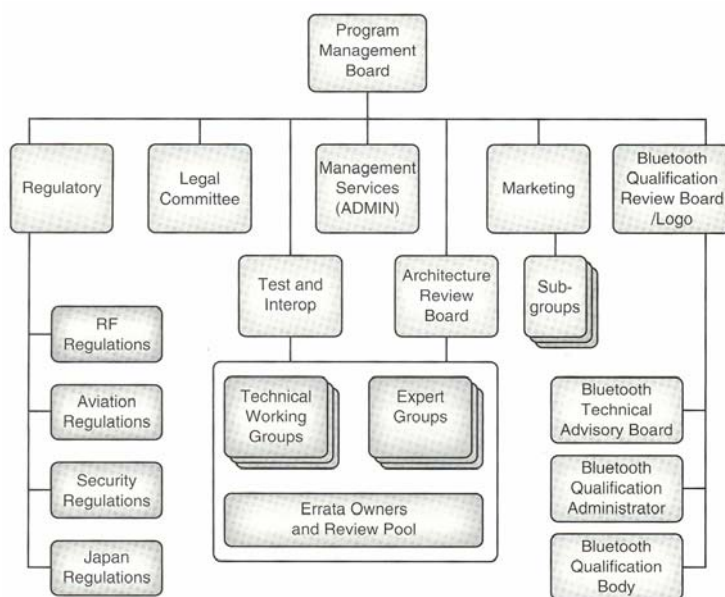 Program
Management
Board
Regulatory
Legal
Committee
Management
Services
(ADMIN)
Marketing
Bluetooth
Qualification
Review Board
/Logo
Test and
Interop
Architecture
Review
Board
Sub-
groups
RF
Regulations
Aviation
Regulations
Security
Regulations
Japan
Regulations
Technical
Working
Groups
Expert
Groups
Errata Owners
and Review Pool
Bluetooth
Technical
Advisory Board
Bluetooth
Qualification
Administrator
Bluetooth
Qualification
Body